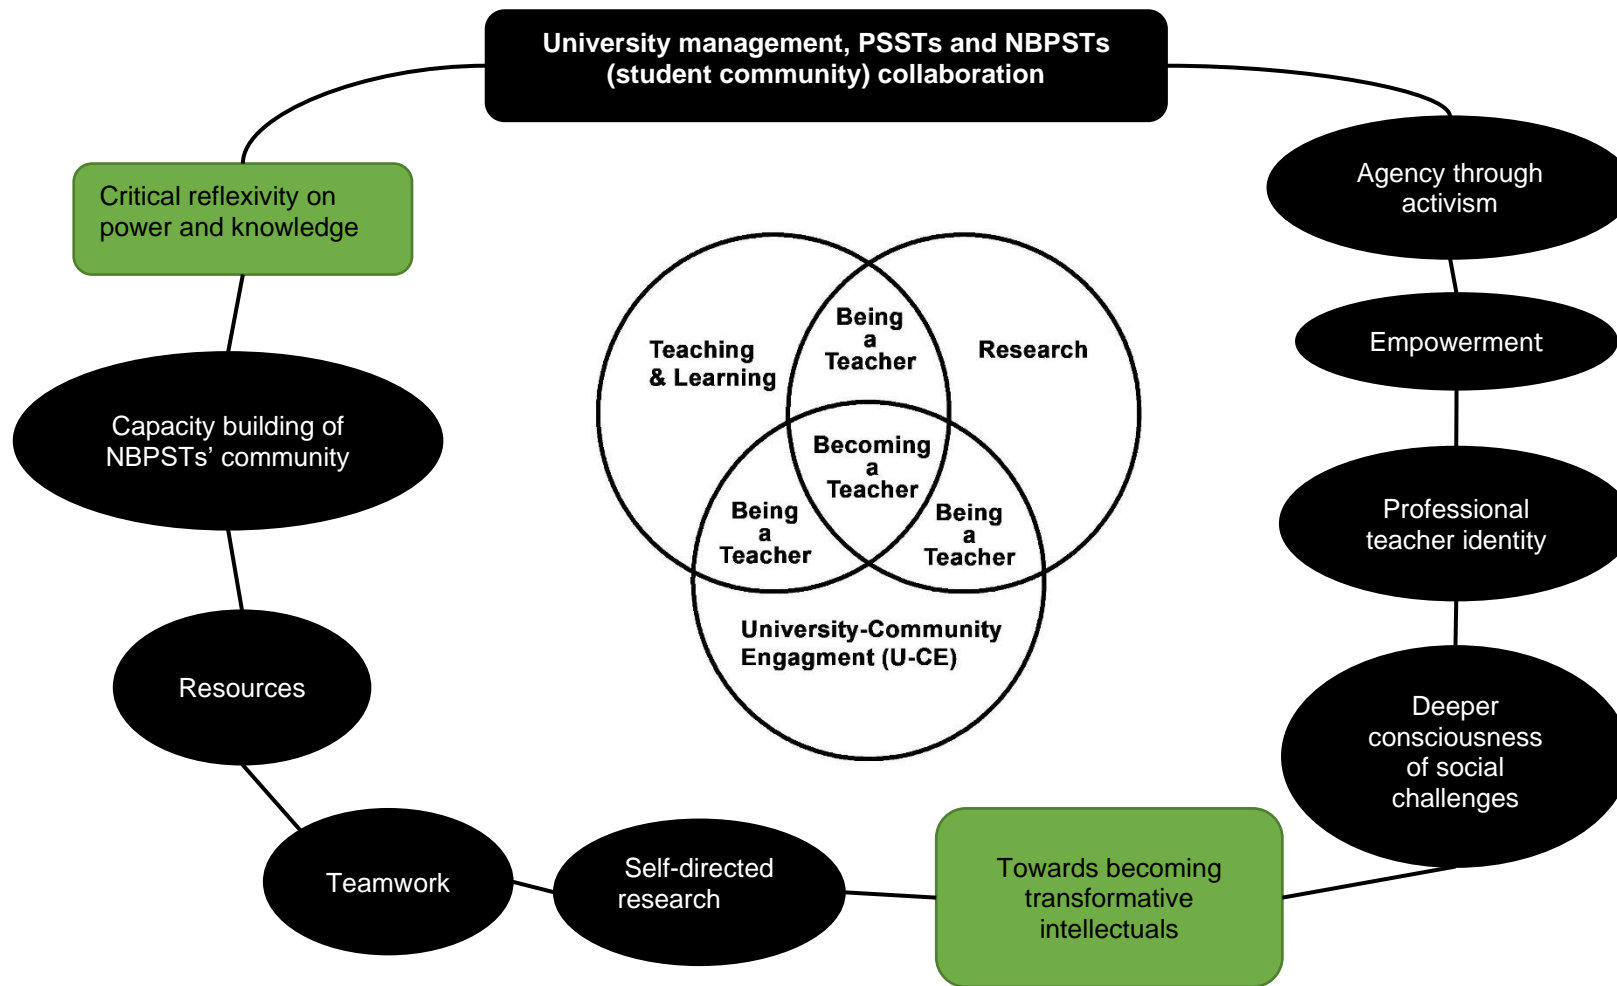 University management, PSSTs and NBPSTs
(student community) collaboration
Critical reflexivity on
power and knowledge
Agency through
activism
Empowerment
Capacity building of
NBPSTs’ community
Professional
teacher identity
Resources
Deeper
consciousness
of social
challenges
Teamwork
Self-directed
research
Towards becoming
transformative
intellectuals
Teaching
& Learning
Being
a
Teacher
Research
Becoming
a
Teacher
Being
a
Teacher
Being
a
Teacher
University-Community
Engagment (U-CE)